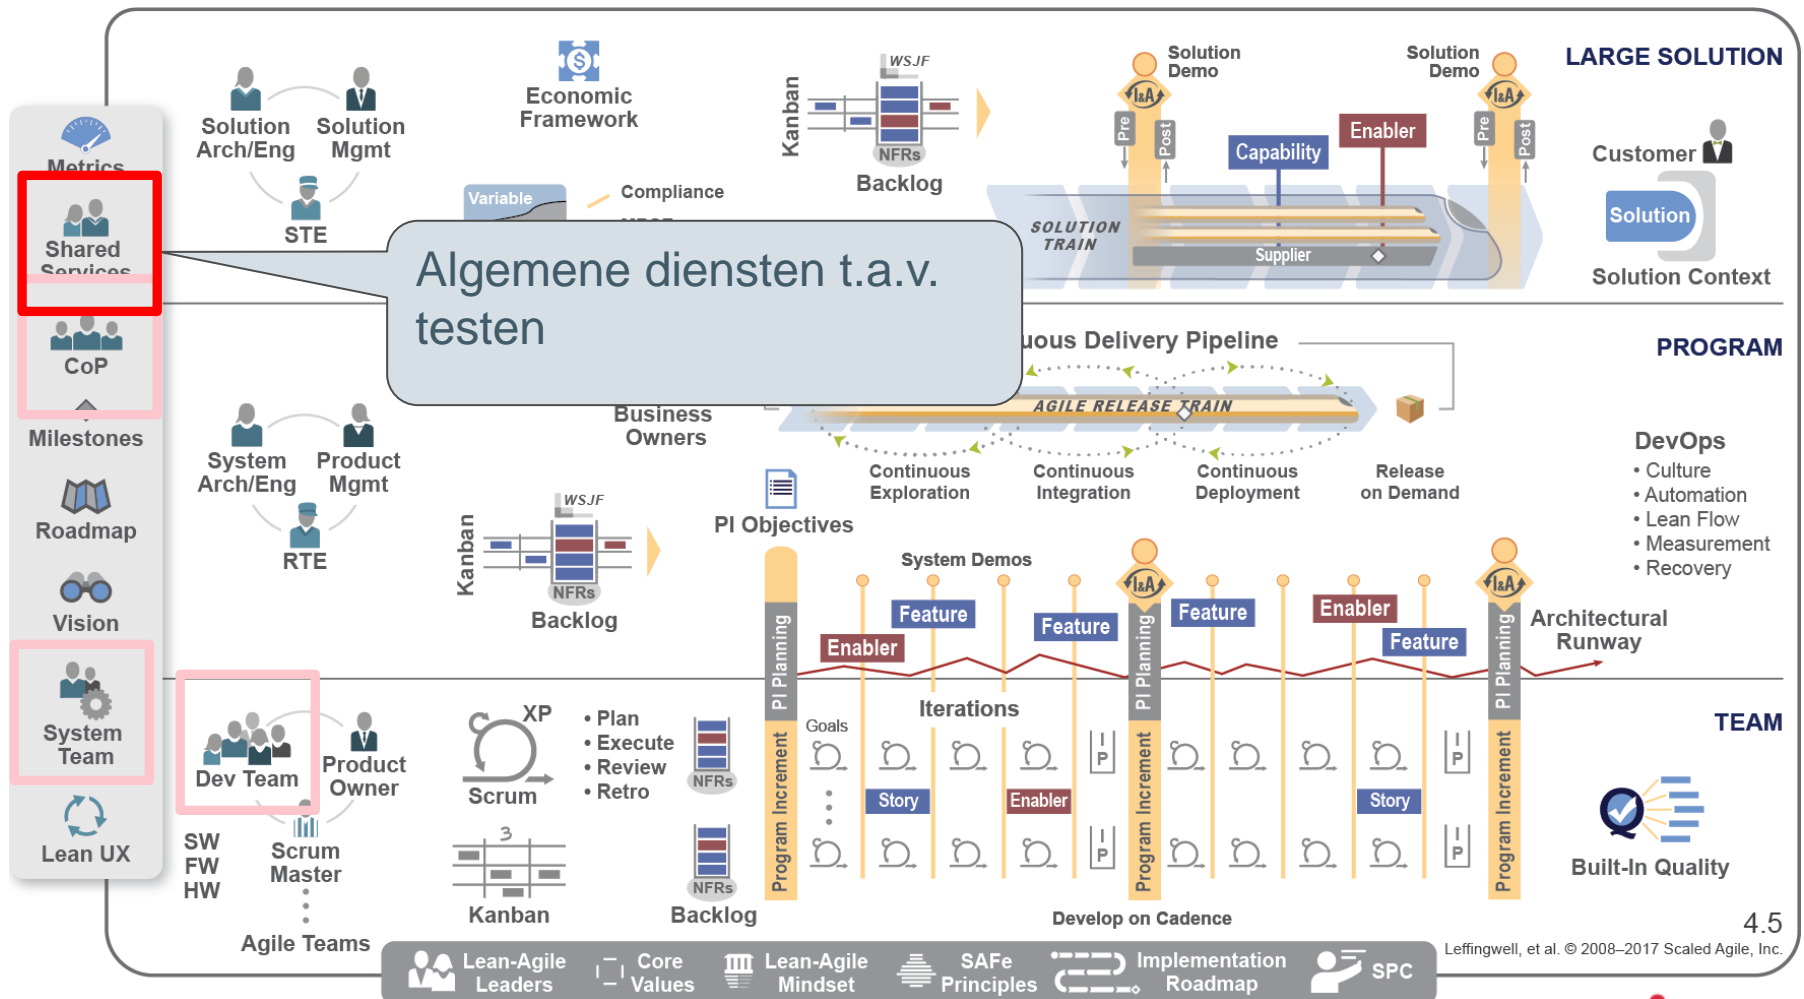 Metrics
Shared
Services
CoP
Milestones
Roadmap
Vision
System
Team
Lean UX
LARGE SOLUTION
Solution
Arch/Eng
Solution
Mgmt
STE
Economic
Framework
Variable
Compliance
Kanban
WSJF
NFRs
Backlog
Solution
Demo
I&A
Pre
Post
Capability
Enabler
SOLUTION
TRAIN
Supplier
Solution
Demo
I&A
Pre
Post
Customer
Solution
Solution Context
Algemene diensten t.a.v.
testen
PROGRAM
System
Arch/Eng
Product
Mgmt
RTE
Business
Owners
uous Delivery Pipeline
AGILE RELEASE TRAIN
Continuous
Exploration
Continuous
Integration
Continuous
Deployment
Release
on Demand
DevOps
• Culture
• Automation
• Lean Flow
• Measurement
• Recovery
Kanban
WSJF
NFRs
Backlog
PI Objectives
System Demos
PI Planning
Enabler
Feature
Feature
I&A
PI Planning
Feature
Enabler
Feature
I&A
PI Planning
Architectural
Runway
TEAM
Dev Team
Product
Owner
Scrum
Master
SW
FW
HW
Agile Teams
XP
Scrum
• Plan
• Execute
• Review
• Retro
3
Kanban
NFRs
NFRs
Backlog
Program Increment
Goals
Iterations
Story
Enabler
I
P
I
P
Program Increment
Story
I
P
I
P
Program Increment
Develop on Cadence
Built-In Quality
4.5
Leffingwell, et al. © 2008–2017 Scaled Agile, Inc.
Lean-Agile
Leaders
Core
Values
Lean-Agile
Mindset
SAFe
Principles
Implementation
Roadmap
SPC